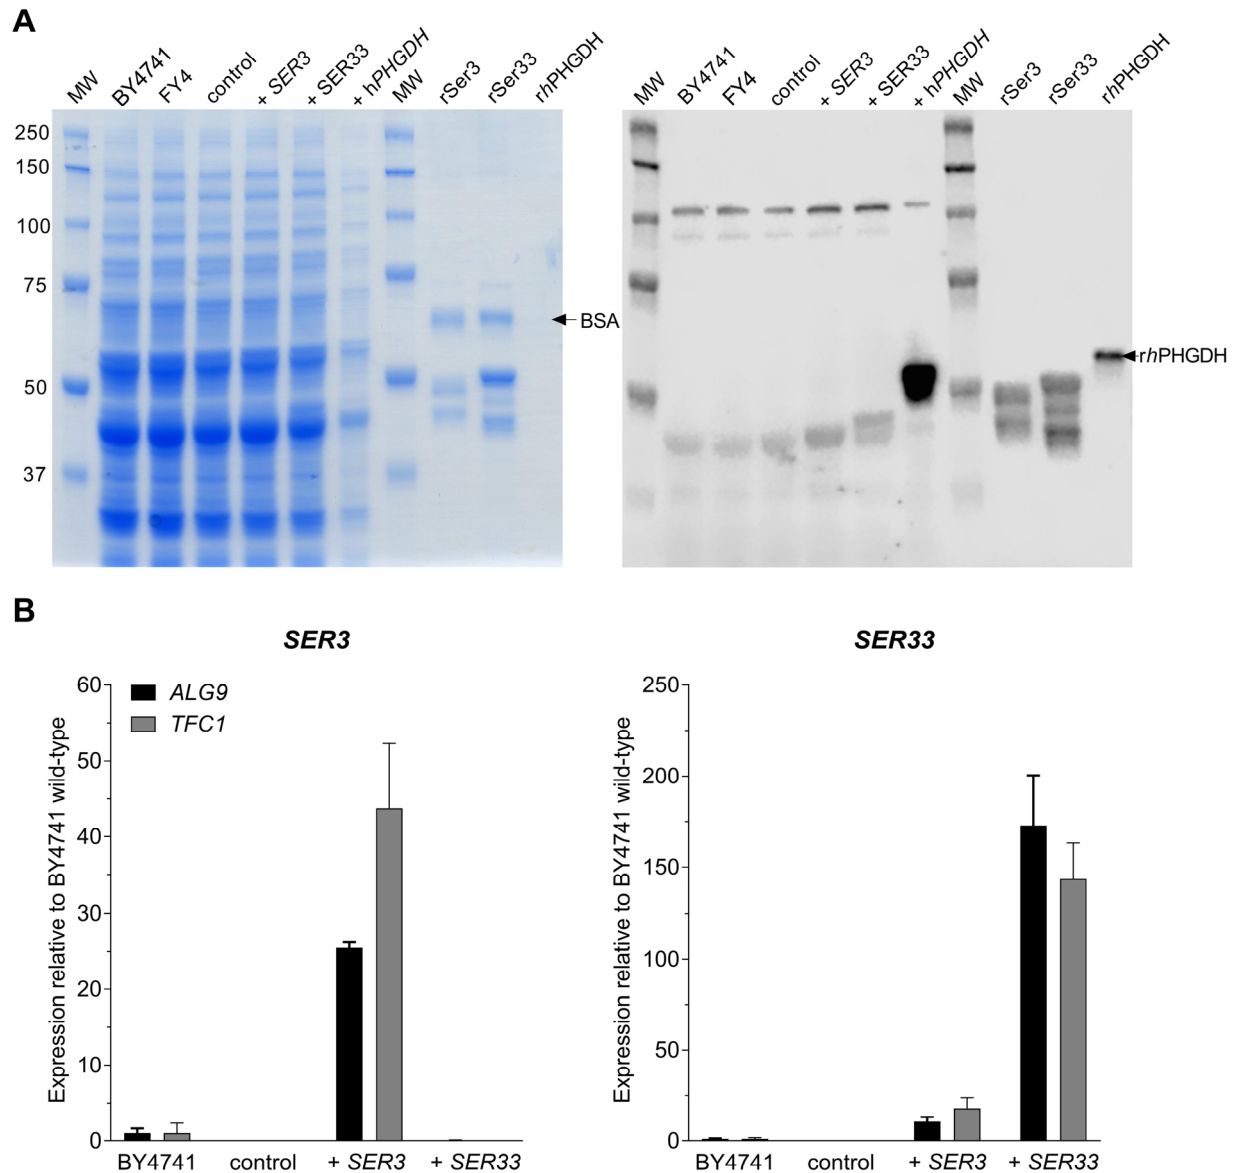 A
MW BY4741 FY4 control + SER3 + SER33 + hPHGDH MW rSer3 rSer33 rhPHGDH
MW BY4741 FY4 control + SER3 + SER33 + hPHGDH MW rSer3 rSer33 rhPHGDH
250
150
100
75
50
37
BSA
rhPHGDH
B
SER3
Expression relative to BY4741 wild-type
60
50
40
30
20
10
0
ALG9
TFC1
BY4741 control + SER3 + SER33
SER33
Expression relative to BY4741 wild-type
250
200
150
100
50
0
BY4741 control + SER3 + SER33